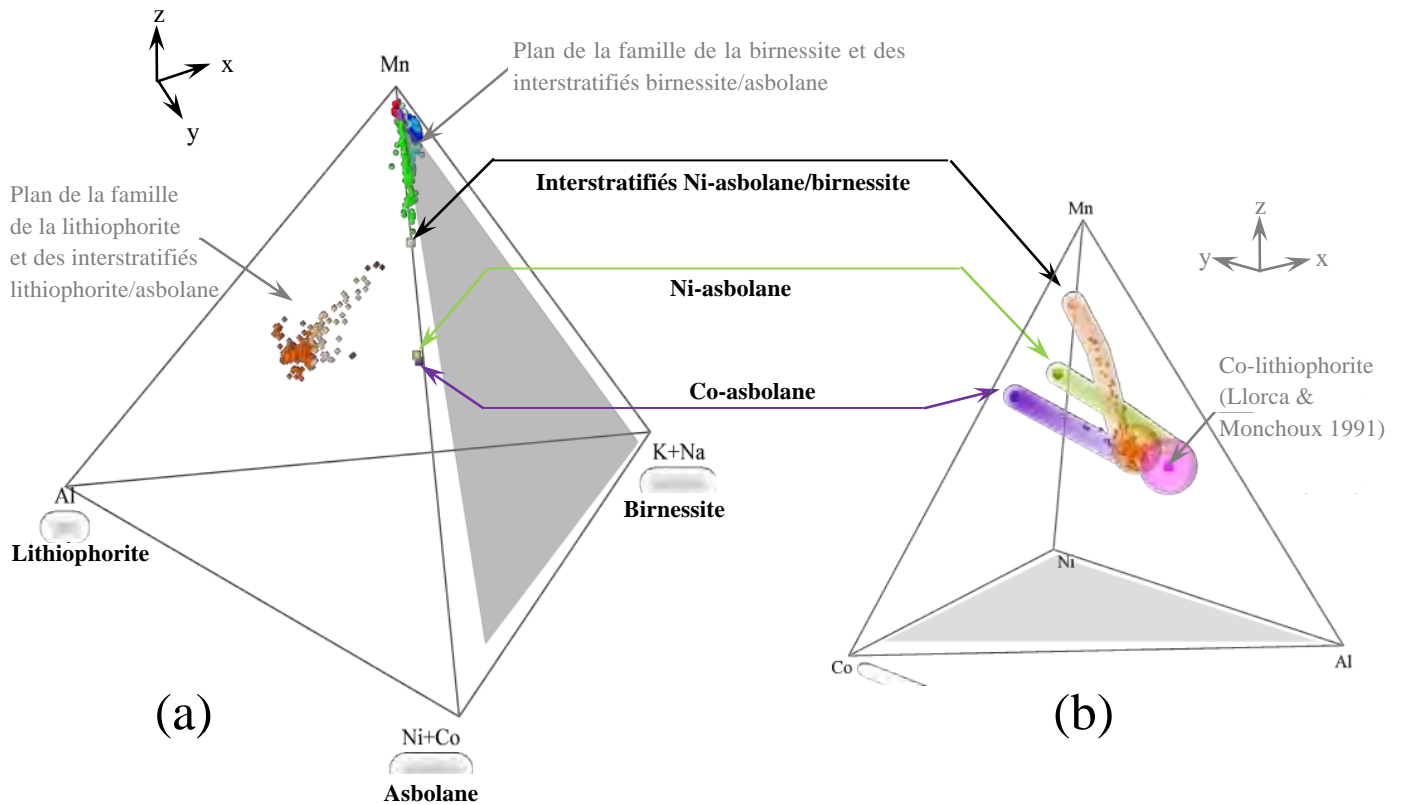 z
x
y
Mn
Plan de la famille de la birnessite et des
interstratifiés birnessite/asbolane
Plan de la famille
de la lithiophorite
et des interstratifiés
lithiophorite/asbolane
Interstratifiés Ni-asbolane/birnessite
Ni-asbolane
Co-asbolane
Al
Lithiophorite
K+Na
Birnessite
Ni+Co
Asbolane
(a)
Mn
z
y
x
Co-lithiophorite
(Llorca &
Monchoux 1991)
Ni
Co
Al
(b)